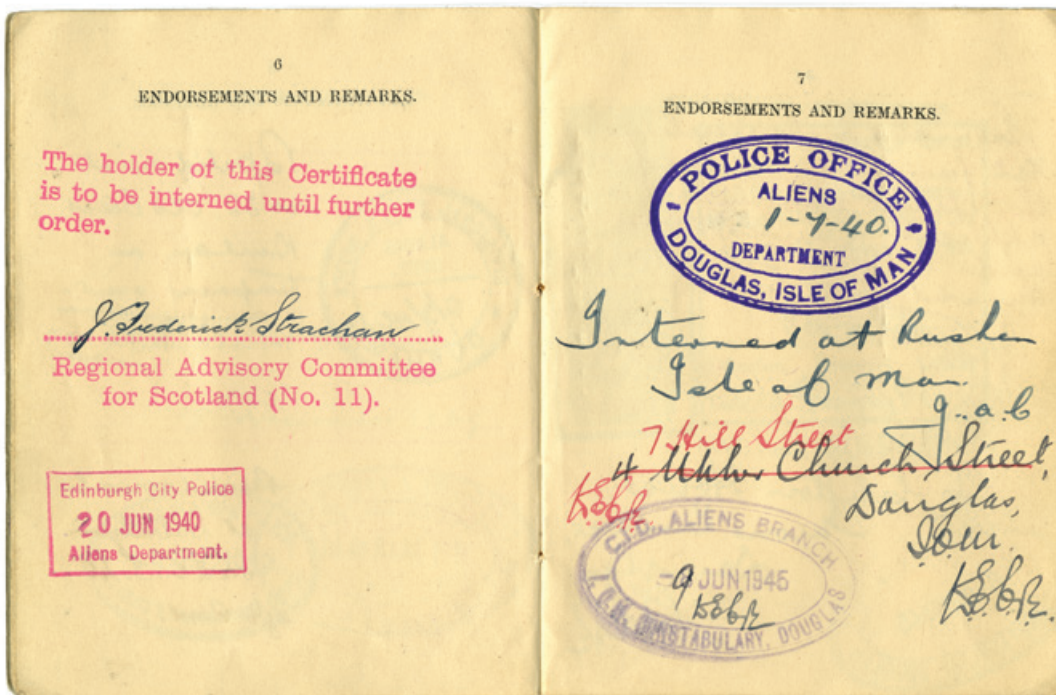 6
ENDORSEMENTS AND REMARKS.
The holder of this Certificate
is to be interned until further
order.
J. Frederick Strachan
Regional Advisory Committee
for Scotland (No. 11).
Edinburgh City Police
20 JUN 1940
Aliens Department.
7
ENDORSEMENTS AND REMARKS.
POLICE OFFICE
ALIENS
1-7-40.
DEPARTMENT
DOUGLAS, ISLE OF MAN
Interned at Rushen
Isle of Man
7 Hill Street
4 Church Street,
Douglas,
I.O.M.
C.I.D., ALIENS BRANCH
JUN 1945
9
I.O.M. CONSTABULARY, DOUGLAS